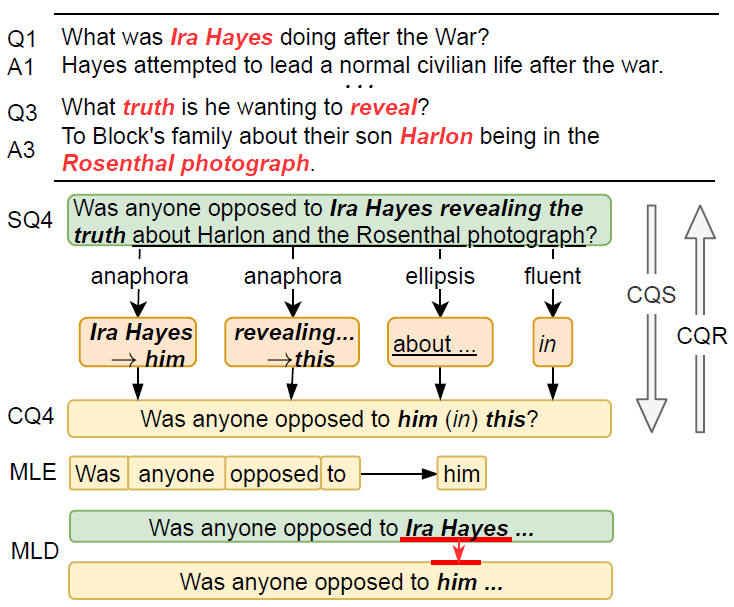 Q1 What was Ira Hayes doing after the War?
A1 Hayes attempted to lead a normal civilian life after the war.
...
Q3 What truth is he wanting to reveal?
A3 To Block's family about their son Harlon being in the
Rosenthal photograph.
SQ4 Was anyone opposed to Ira Hayes revealing the
truth about Harlon and the Rosenthal photograph?
anaphora anaphora ellipsis fluent
CQS
CQR
Ira Hayes
→ him
revealing...
→this
about ...
in
CQ4 Was anyone opposed to him (in) this?
MLE Was anyone opposed to him
MLD
Was anyone opposed to Ira Hayes ...
Was anyone opposed to him ...